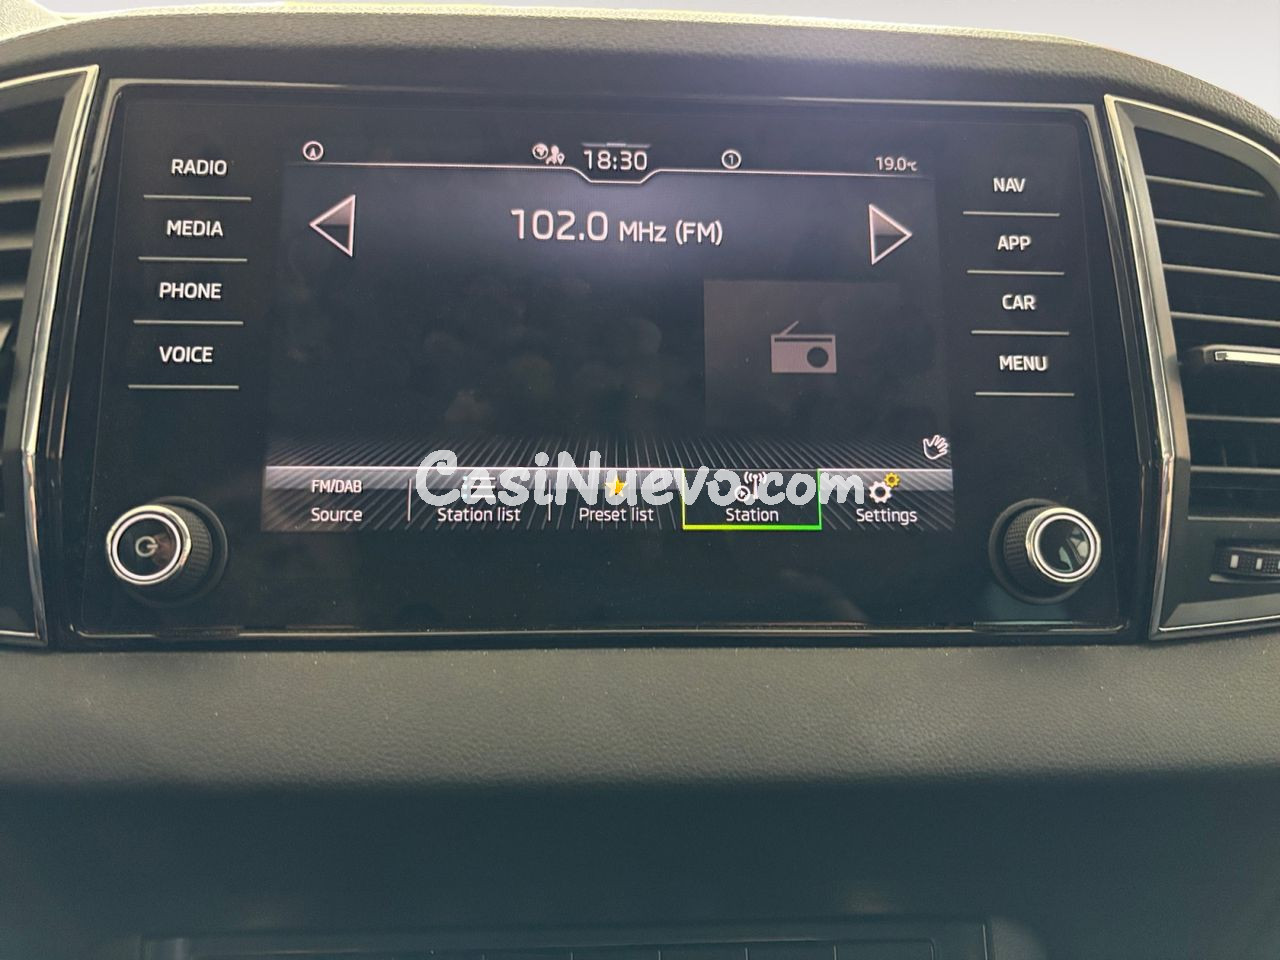 RADIO
MEDIA
PHONE
VOICE
18:30
1
19.0°C
102.0 MHz (FM)
NAV
APP
CAR
MENU
CasiNuevo.com
FM/DAB
Source
Station list
Preset list
Station
Settings